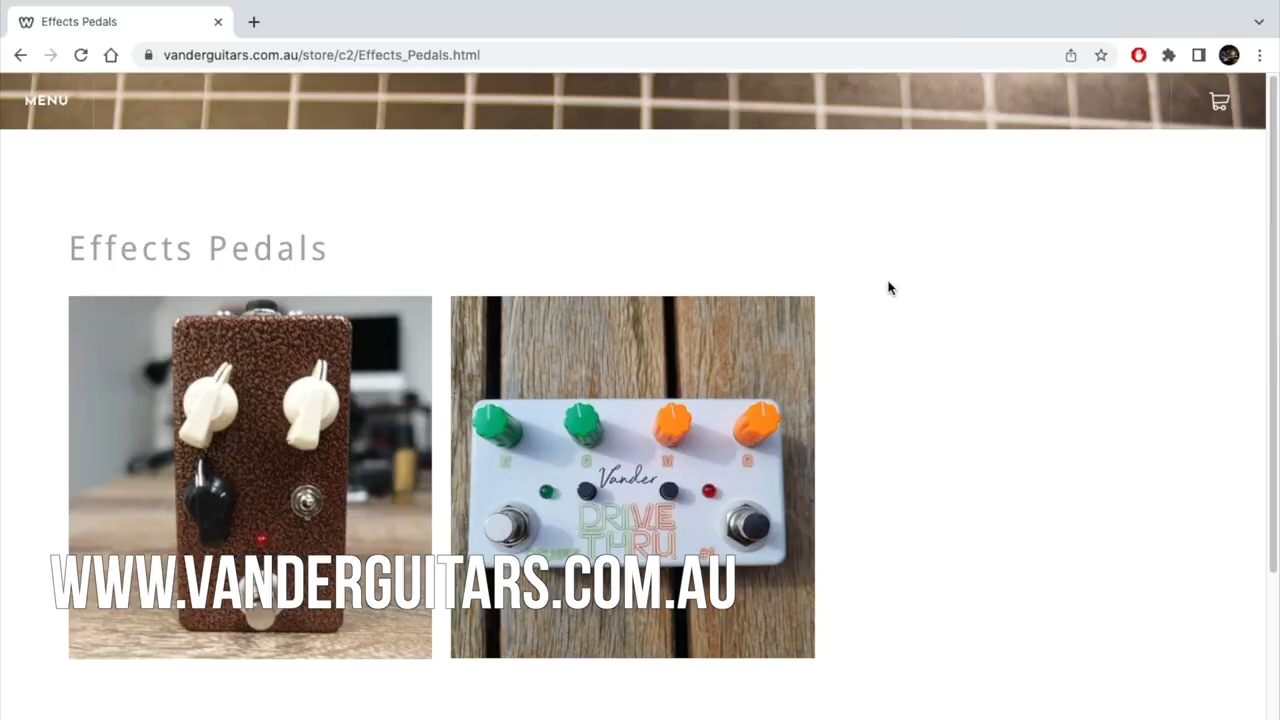 Effects Pedals
vanderguitars.com.au/store/c2/Effects_Pedals.html
MENU
Effects Pedals
V G V G
Vander
DRIVE
THRU
#1
WWW.VANDERGUITARS.COM.AU